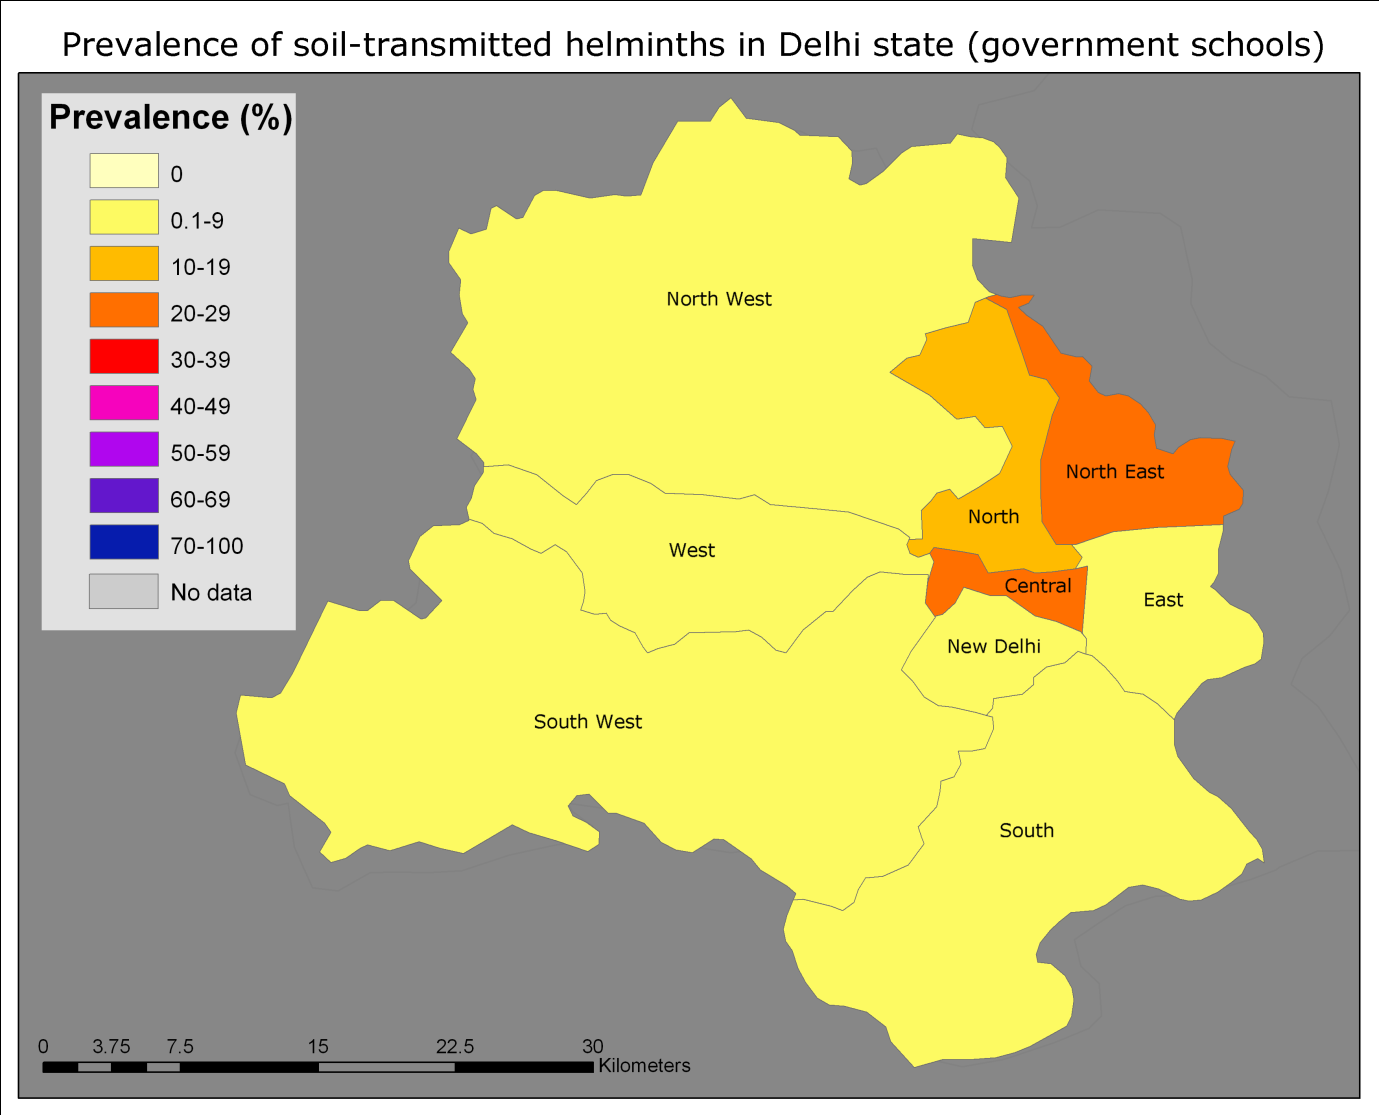 Prevalence of soil-transmitted helminths in Delhi state (government schools)
Prevalence (%)
0
0.1-9
10-19
20-29
30-39
40-49
50-59
60-69
70-100
No data
North West
North East
North
West
Central
East
New Delhi
South West
South
0 3.75 7.5 15 22.5 30
Kilometers